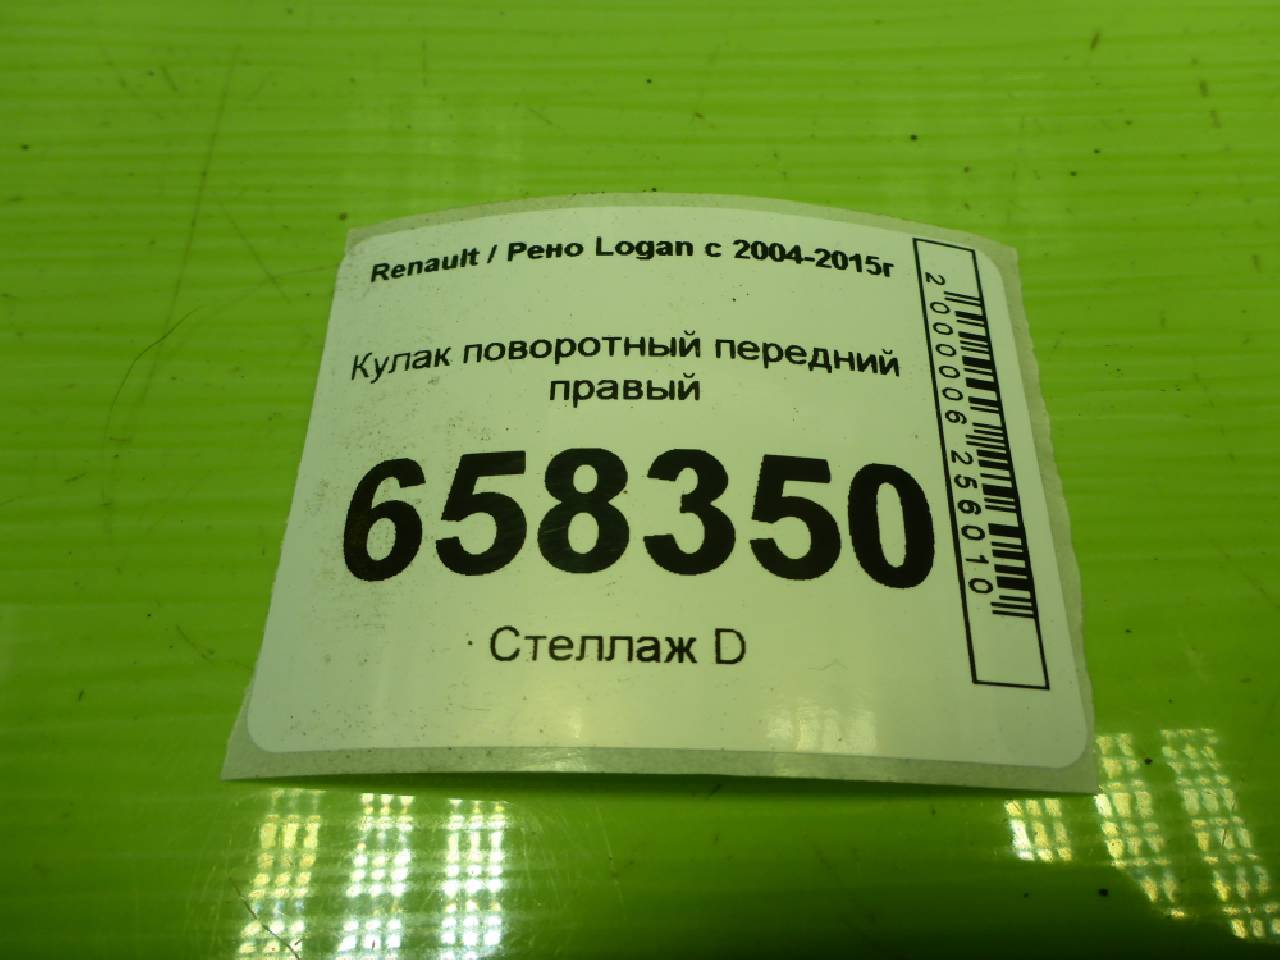 Renault / Рено Logan с 2004-2015г
Кулак поворотный передний
правый
658350
Стеллаж D
2000006256010